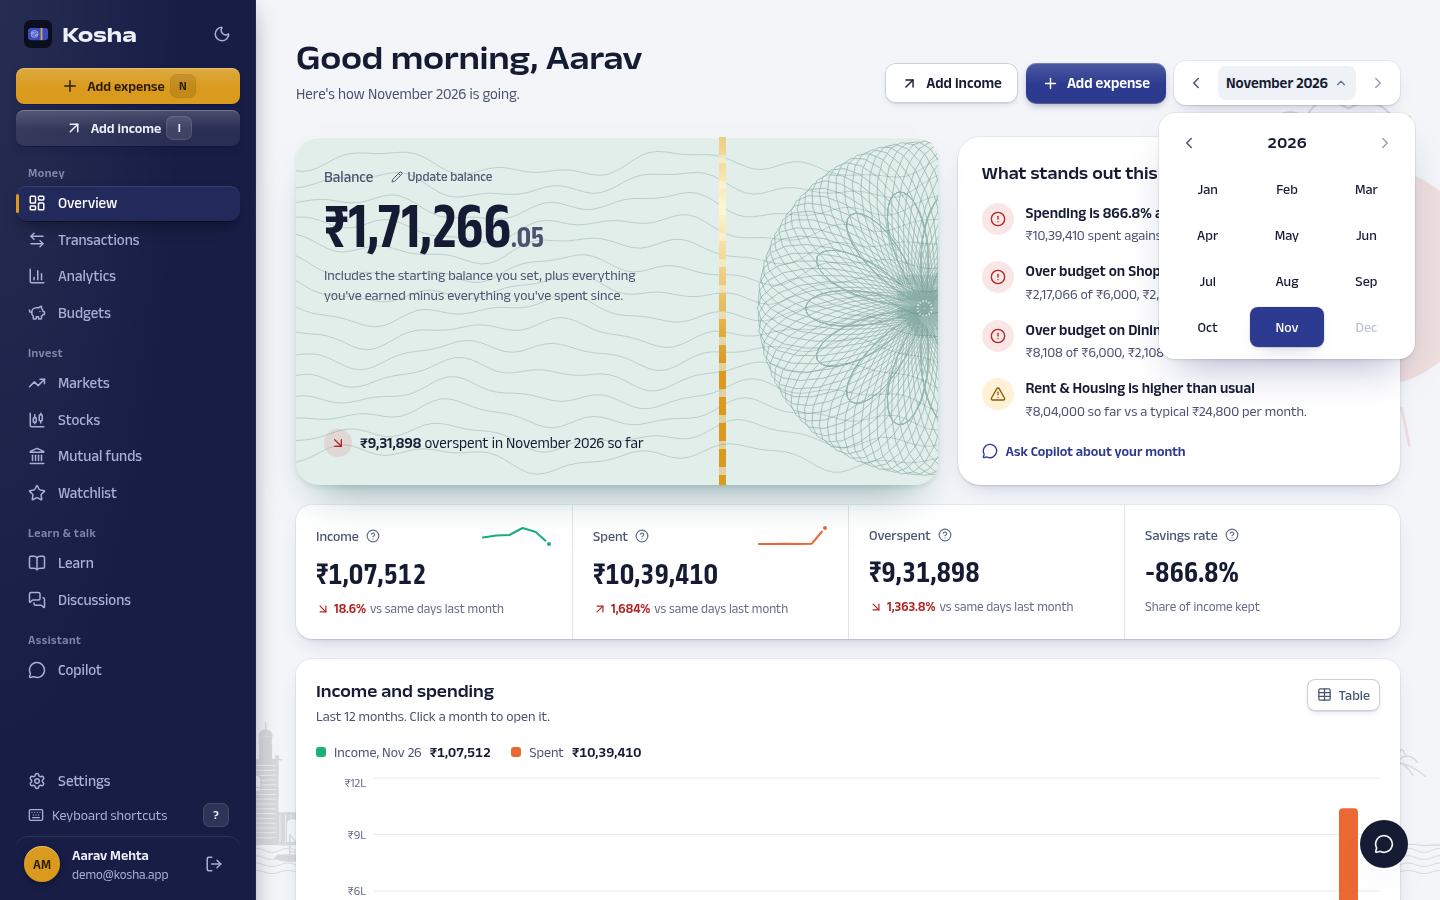 Kosha
Add expense N
Add income I
Money
Overview
Transactions
Analytics
Budgets
Invest
Markets
Stocks
Mutual funds
Watchlist
Learn & talk
Learn
Discussions
Assistant
Copilot
Settings
Keyboard shortcuts ?
AM
Aarav Mehta
demo@kosha.app
Good morning, Aarav
Here's how November 2026 is going.
Add income
Add expense
November 2026
2026
Jan Feb Mar
Apr May Jun
Jul Aug Sep
Oct Nov Dec
Balance
Update balance
₹1,71,266.05
Includes the starting balance you set, plus everything
you've earned minus everything you've spent since.
₹9,31,898 overspent in November 2026 so far
What stands out this
Spending is 866.8%
₹10,39,410 spent agains
Over budget on Shop
₹2,17,066 of ₹6,000, ₹2,
Over budget on Dinin
₹8,108 of ₹6,000, ₹2,108
Rent & Housing is higher than usual
₹8,04,000 so far vs a typical ₹24,800 per month.
Ask Copilot about your month
Income
₹1,07,512
18.6% vs same days last month
Spent
₹10,39,410
1,684% vs same days last month
Overspent
₹9,31,898
1,363.8% vs same days last month
Savings rate
-866.8%
Share of income kept
Income and spending
Last 12 months. Click a month to open it.
Table
Income, Nov 26 ₹1,07,512 Spent ₹10,39,410
₹12L
₹9L
₹6L